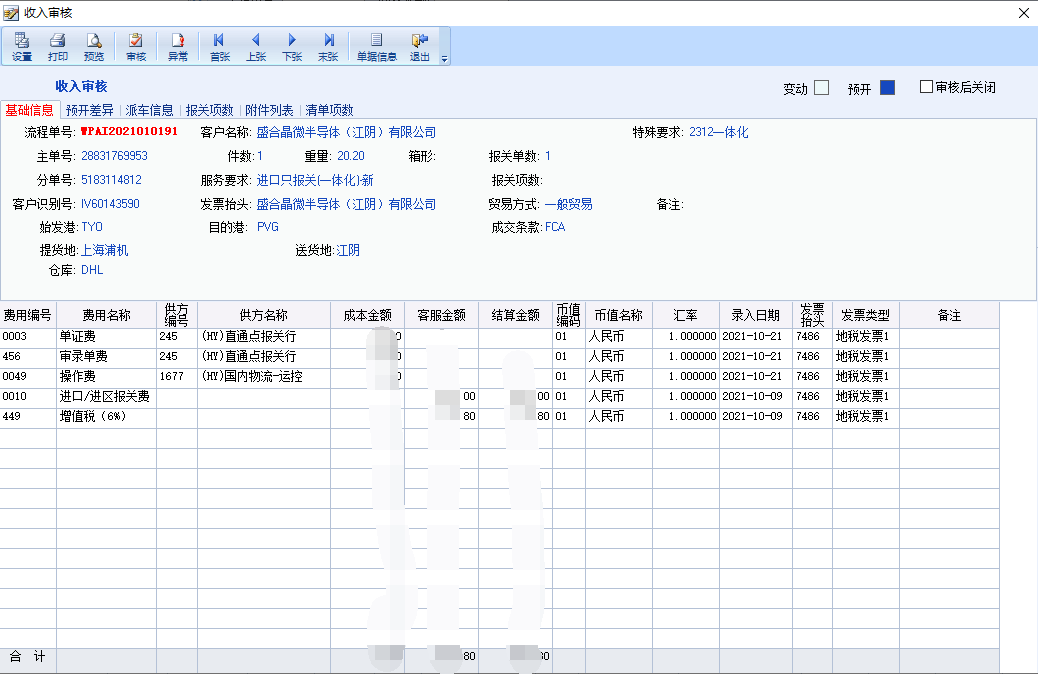 收入审核
设置 打印 预览 审核 异常 首张 上张 下张 末张 单据信息 退出
收入审核 变动 预开 审核后关闭
基础信息 预开差异 派车信息 报关项数 附件列表 清单项数
流程单号: WPAI2021010191 客户名称: 盛合晶微半导体（江阴）有限公司 特殊要求: 2312一体化
主单号: 28831769953 件数: 1 重量: 20.20 箱形: 报关单数: 1
分单号: 5183114812 服务要求: 进口只报关(一体化)-新 报关项数:
客户识别号: IV60143590 发票抬头: 盛合晶微半导体（江阴）有限公司 贸易方式: 一般贸易 备注:
始发港: TYO 目的港: PVG 成交条款: FCA
提货地: 上海浦机 送货地: 江阴
仓库: DHL
费用编号 费用名称 供方编号 供方名称 成本金额 客服金额 结算金额 币值编码 币值名称 汇率 录入日期 发票抬头 发票类型 备注
0003 单证费 245 (HY)直通点报关行 0 01 人民币 1.000000 2021-10-21 7486 地税发票1
456 审录单费 245 (HY)直通点报关行 01 人民币 1.000000 2021-10-21 7486 地税发票1
0049 操作费 1677 (HY)国内物流-运控 01 人民币 1.000000 2021-10-21 7486 地税发票1
0010 进口/进区报关费 00 00 01 人民币 1.000000 2021-10-09 7486 地税发票1
449 增值税（6%） 80 80 01 人民币 1.000000 2021-10-09 7486 地税发票1
合 计 80